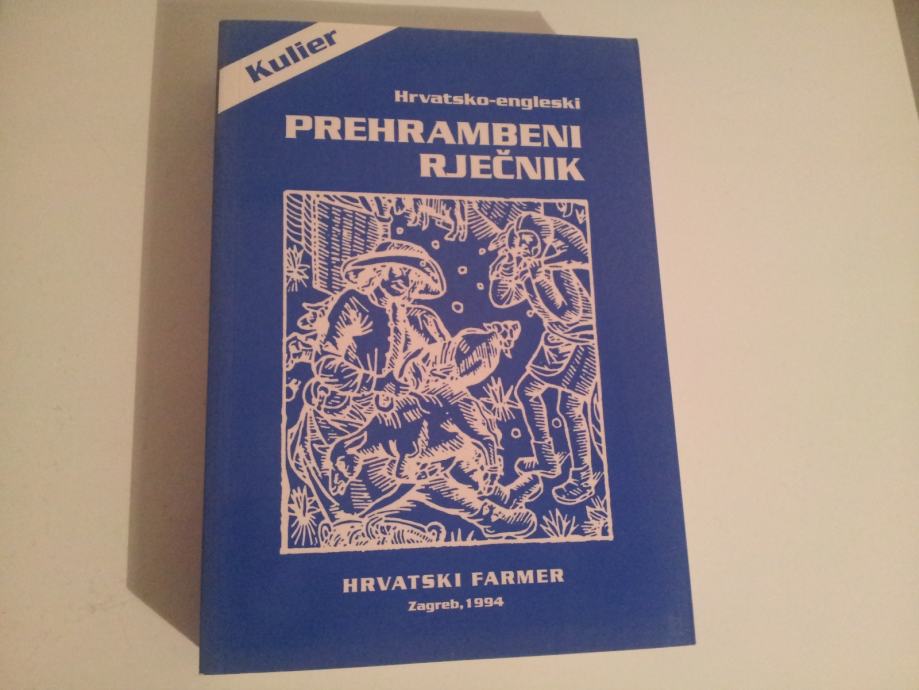 Kulier
Hrvatsko-engleski
PREHRAMBENI
RJEČNIK
HRVATSKI FARMER
Zagreb, 1994